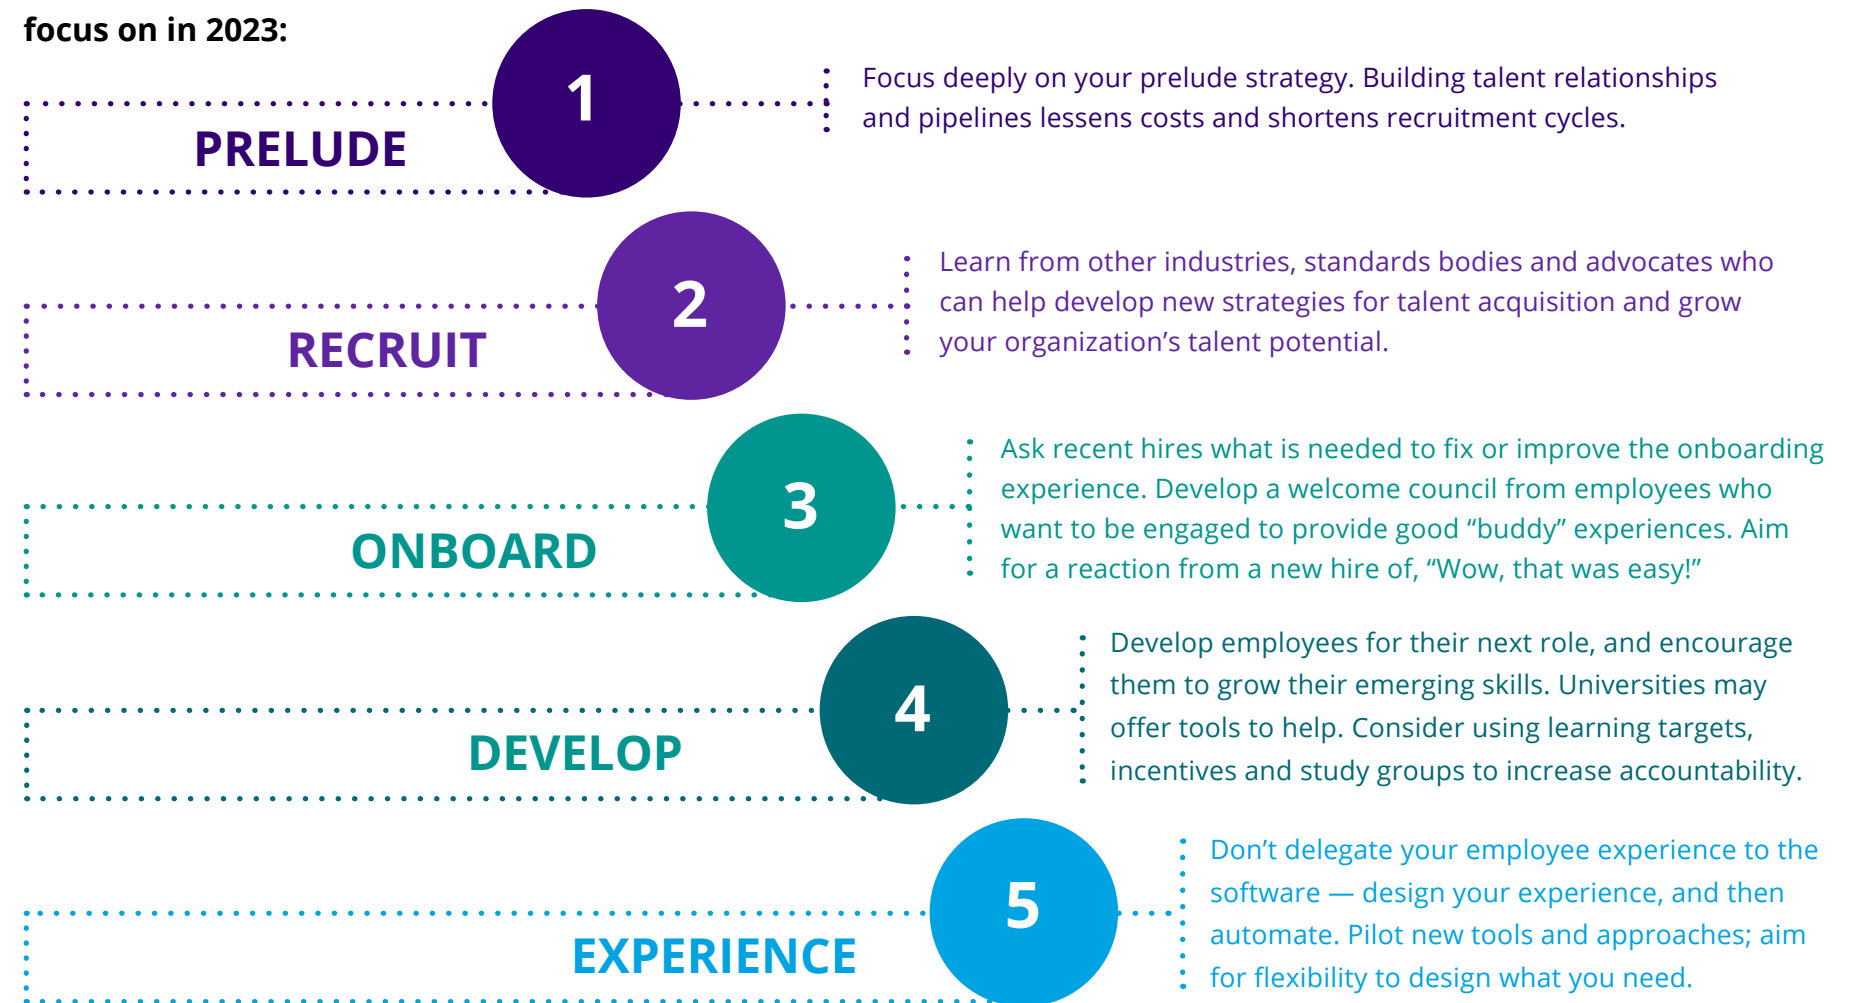 focus on in 2023:
1
PRELUDE
Focus deeply on your prelude strategy. Building talent relationships
and pipelines lessens costs and shortens recruitment cycles.
2
RECRUIT
Learn from other industries, standards bodies and advocates who
can help develop new strategies for talent acquisition and grow
your organization’s talent potential.
3
ONBOARD
Ask recent hires what is needed to fix or improve the onboarding
experience. Develop a welcome council from employees who
want to be engaged to provide good “buddy” experiences. Aim
for a reaction from a new hire of, “Wow, that was easy!”
4
DEVELOP
Develop employees for their next role, and encourage
them to grow their emerging skills. Universities may
offer tools to help. Consider using learning targets,
incentives and study groups to increase accountability.
5
EXPERIENCE
Don’t delegate your employee experience to the
software — design your experience, and then
automate. Pilot new tools and approaches; aim
for flexibility to design what you need.